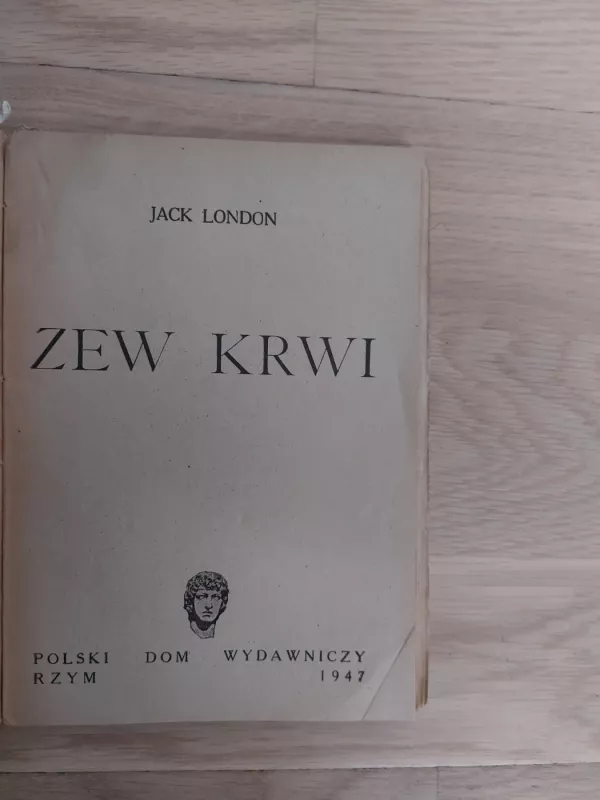 JACK LONDON
ZEW KRWI
POLSKI DOM WYDAWNICZY
RZYM 1947